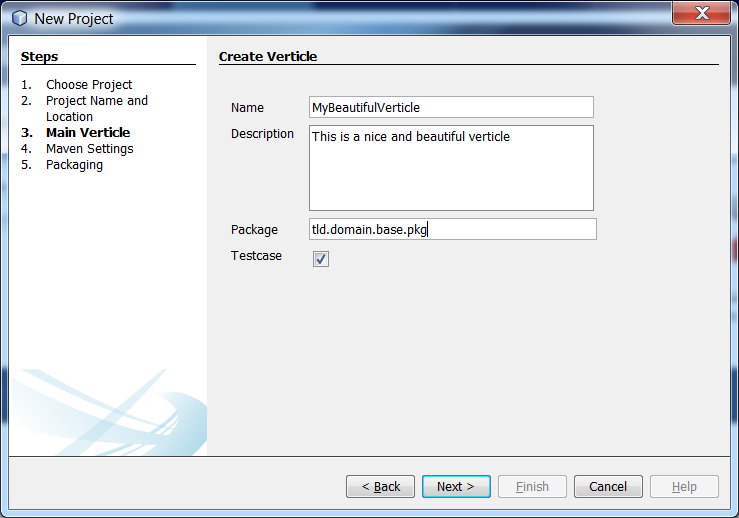 New Project
X
Steps
1. Choose Project
2. Project Name and
Location
3. Main Verticle
4. Maven Settings
5. Packaging
Create Verticle
Name MyBeautifulVerticle
Description This is a nice and beautiful verticle
Package tld.domain.base.pkg
Testcase
< Back Next > Finish Cancel Help